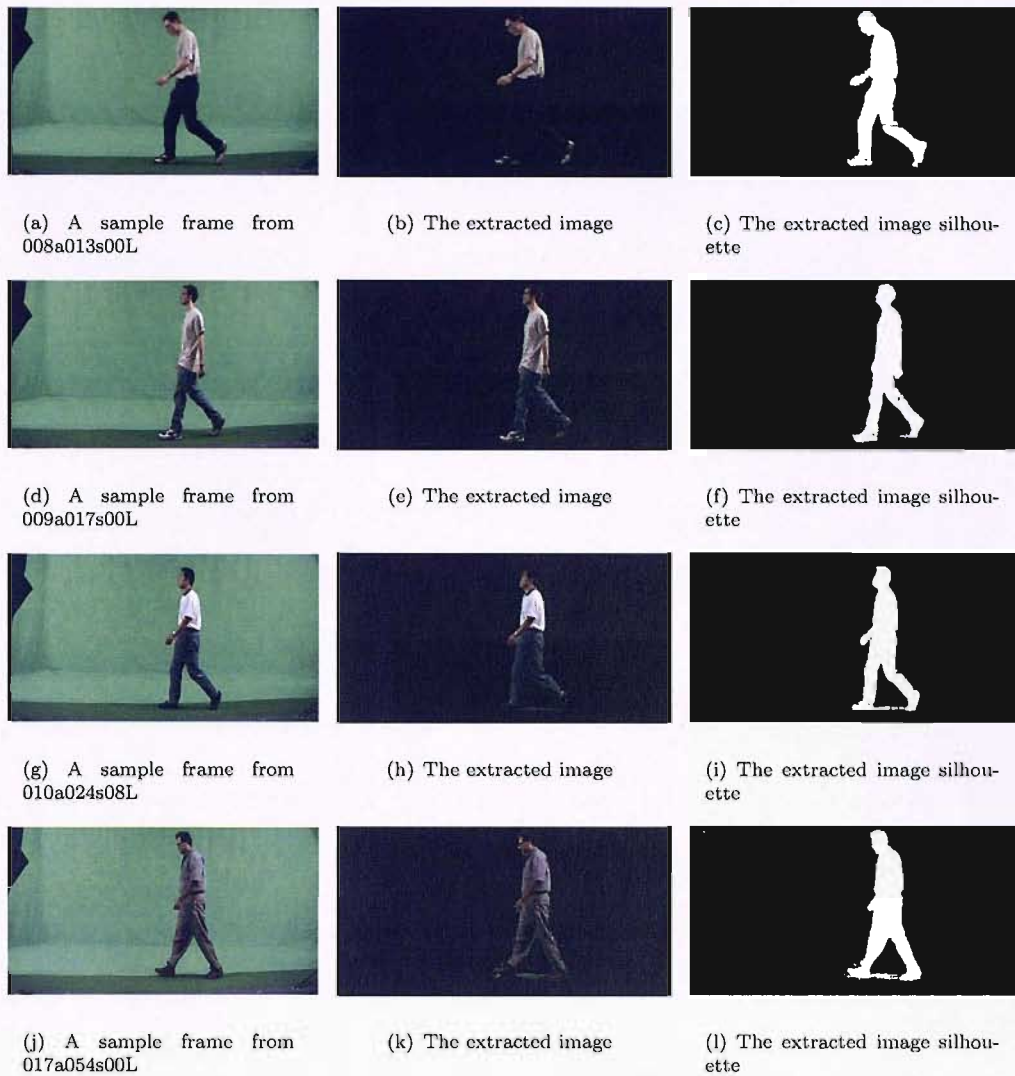 (a) A sample frame from
008a013s00L
(b) The extracted image
(c) The extracted image silhou-
ette
(d) A sample frame from
009a017s00L
(e) The extracted image
(f) The extracted image silhou-
ette
(g) A sample frame from
010a024s08L
(h) The extracted image
(i) The extracted image silhou-
ette
(j) A sample frame from
017a054s00L
(k) The extracted image
(l) The extracted image silhou-
ette